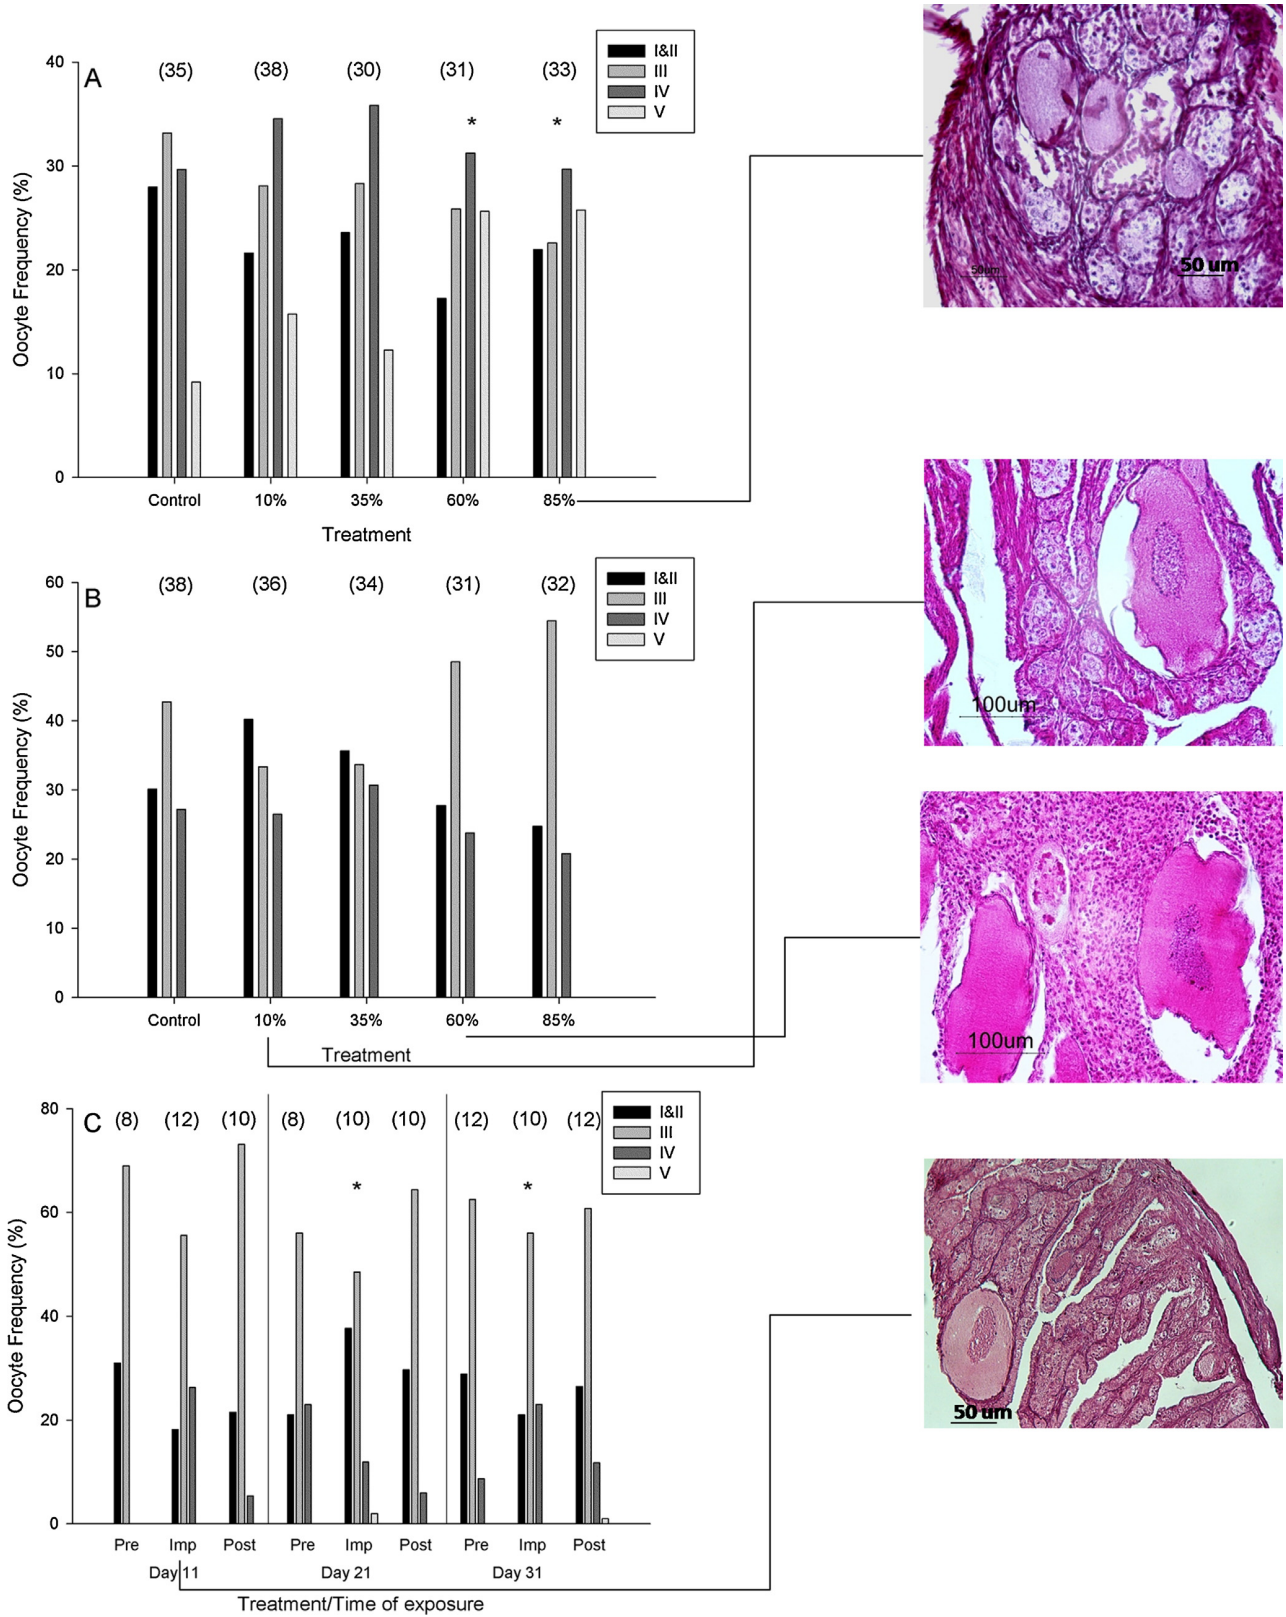 A
(35) (38) (30) (31) (33)
I&II
III
IV
V
* *
40
30
20
10
0
Oocyte Frequency (%)
Control 10% 35% 60% 85%
Treatment
50um
50 um
B
(38) (36) (34) (31) (32)
I&II
III
IV
V
60
50
40
30
20
10
0
Oocyte Frequency (%)
Control 10% 35% 60% 85%
Treatment
100um
100um
C
(8) (12) (10) (8) (10) (10) (12) (10) (12)
I&II
III
IV
V
* *
80
60
40
20
0
Oocyte Frequency (%)
Pre Imp Post Pre Imp Post Pre Imp Post
Day 11 Day 21 Day 31
Treatment/Time of exposure
50 um